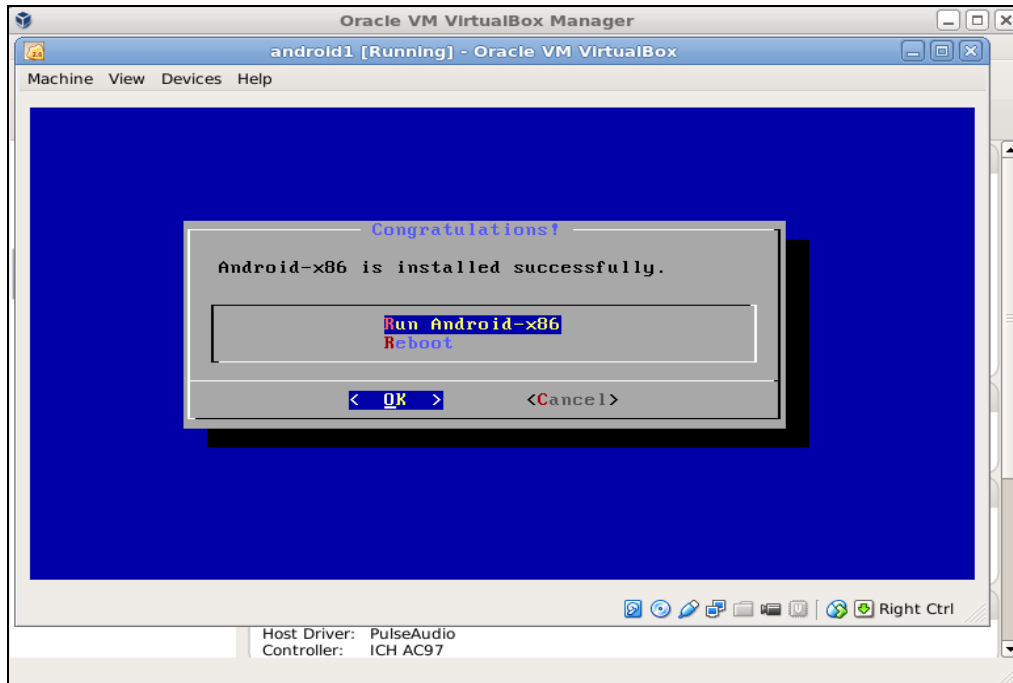 Oracle VM VirtualBox Manager
android1 [Running] - Oracle VM VirtualBox
Machine View Devices Help
Congratulations!
Android-x86 is installed successfully.
Run Android-x86
Reboot
< OK > <Cancel>
Right Ctrl
Host Driver: PulseAudio
Controller: ICH AC97